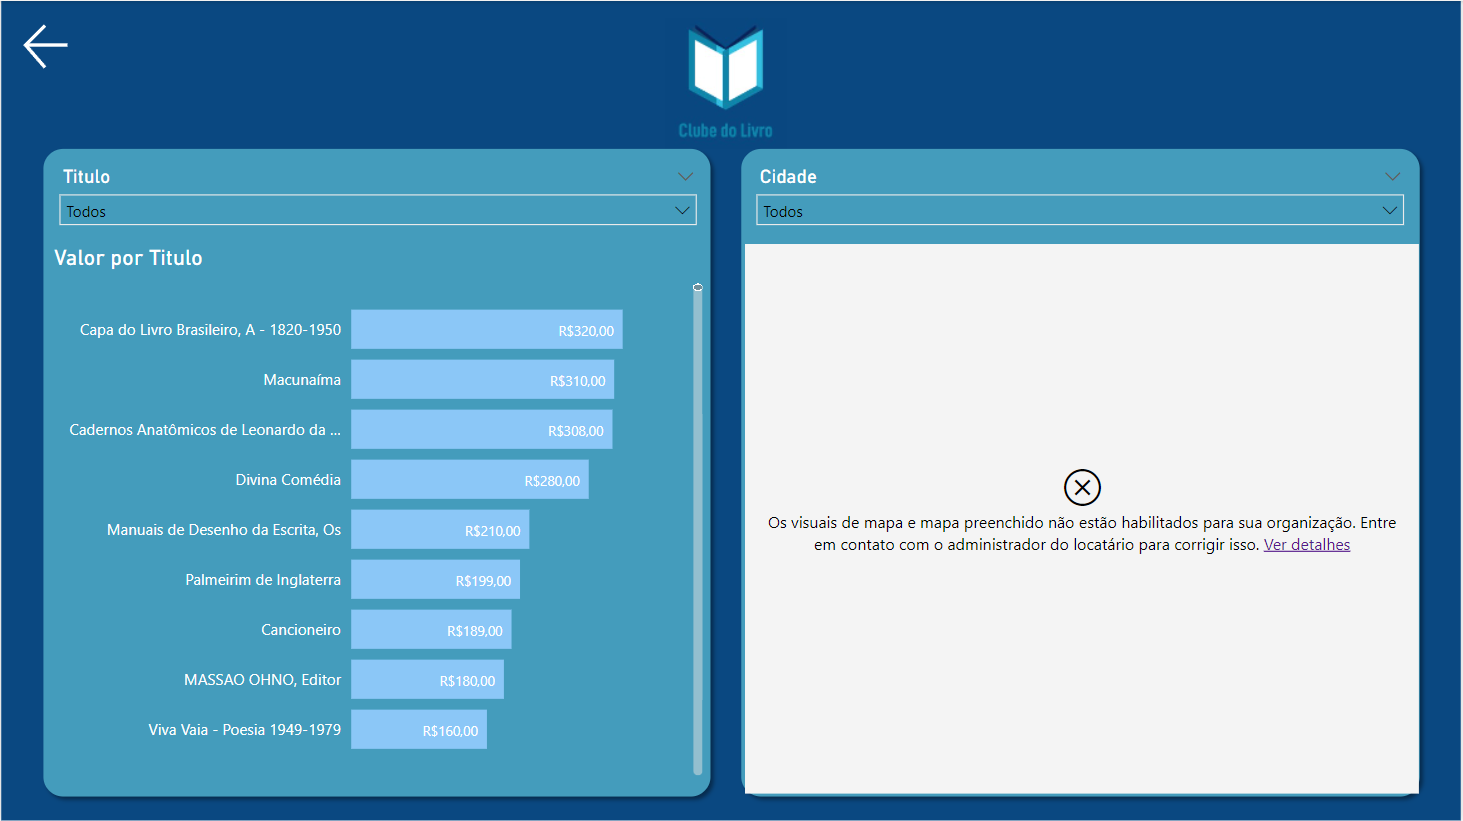 Clube do Livro
Titulo
Todos
Valor por Titulo
Capa do Livro Brasileiro, A - 1820-1950 R$320,00
Macunaíma R$310,00
Cadernos Anatômicos de Leonardo da ... R$308,00
Divina Comédia R$280,00
Manuais de Desenho da Escrita, Os R$210,00
Palmeirim de Inglaterra R$199,00
Cancioneiro R$189,00
MASSAO OHNO, Editor R$180,00
Viva Vaia - Poesia 1949-1979 R$160,00
Cidade
Todos
Os visuais de mapa e mapa preenchido não estão habilitados para sua organização. Entre
em contato com o administrador do locatário para corrigir isso. Ver detalhes